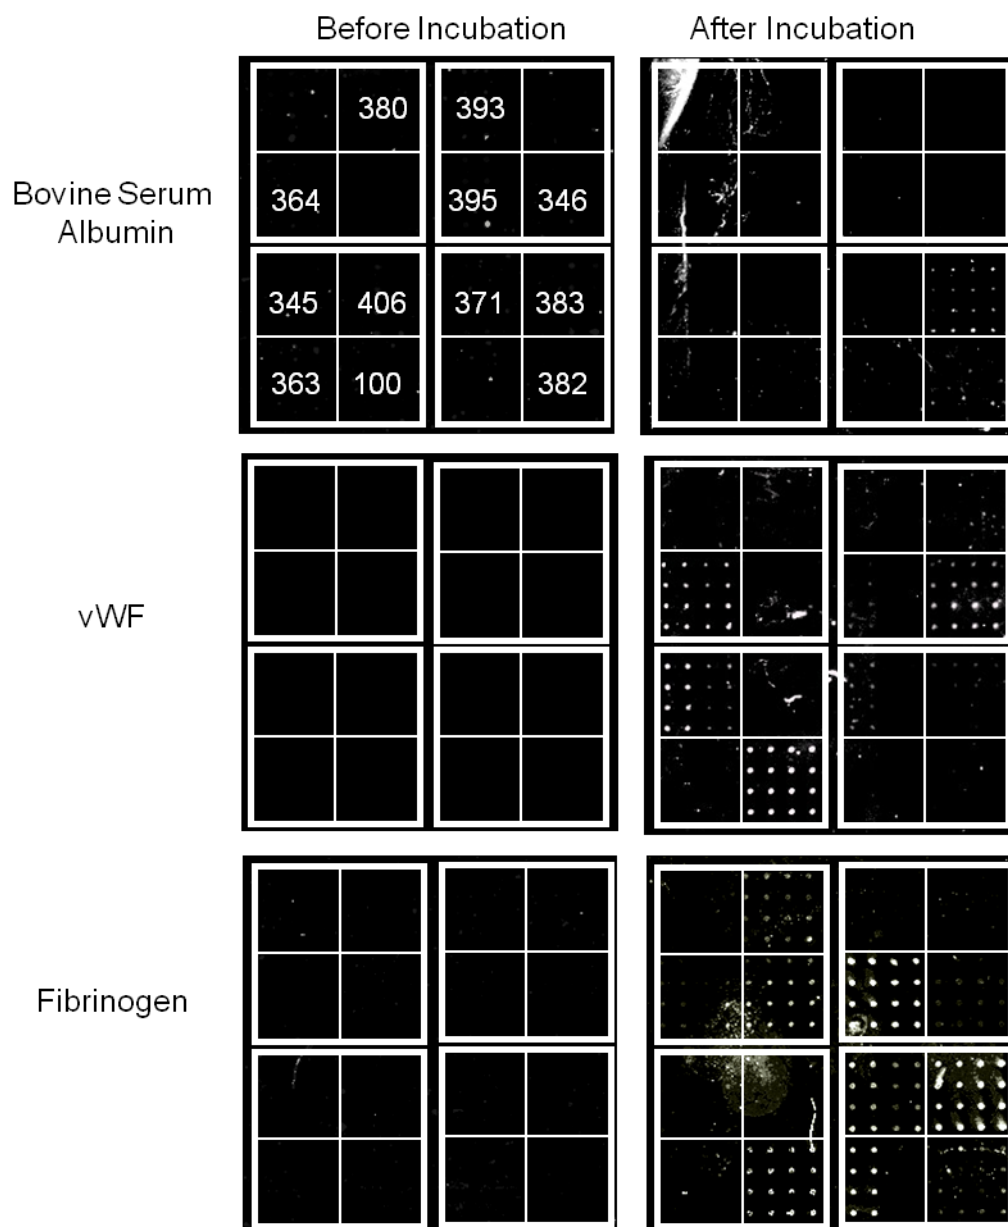 Before Incubation After Incubation
380 393
Bovine Serum
Albumin
364 395 346
345 406 371 383
363 100 382
vWF
Fibrinogen